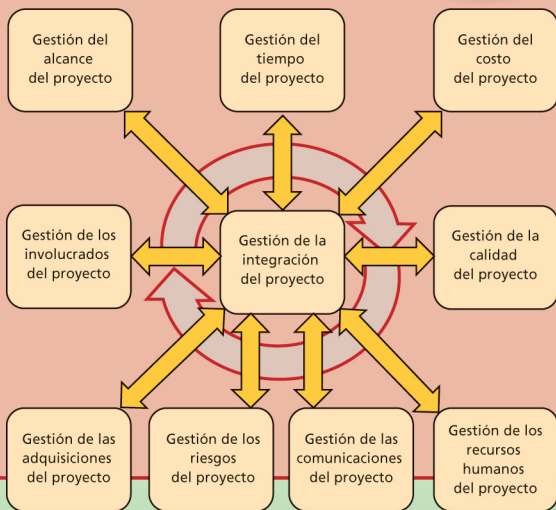 Gestión del
alcance
del proyecto
Gestión del
tiempo
del proyecto
Gestión del
costo
del proyecto
Gestión de los
involucrados
del proyecto
Gestión de la
integración
del proyecto
Gestión de la
calidad
del proyecto
Gestión de las
adquisiciones
del proyecto
Gestión de los
riesgos
del proyecto
Gestión de las
comunicaciones
del proyecto
Gestión de los
recursos
humanos
del proyecto